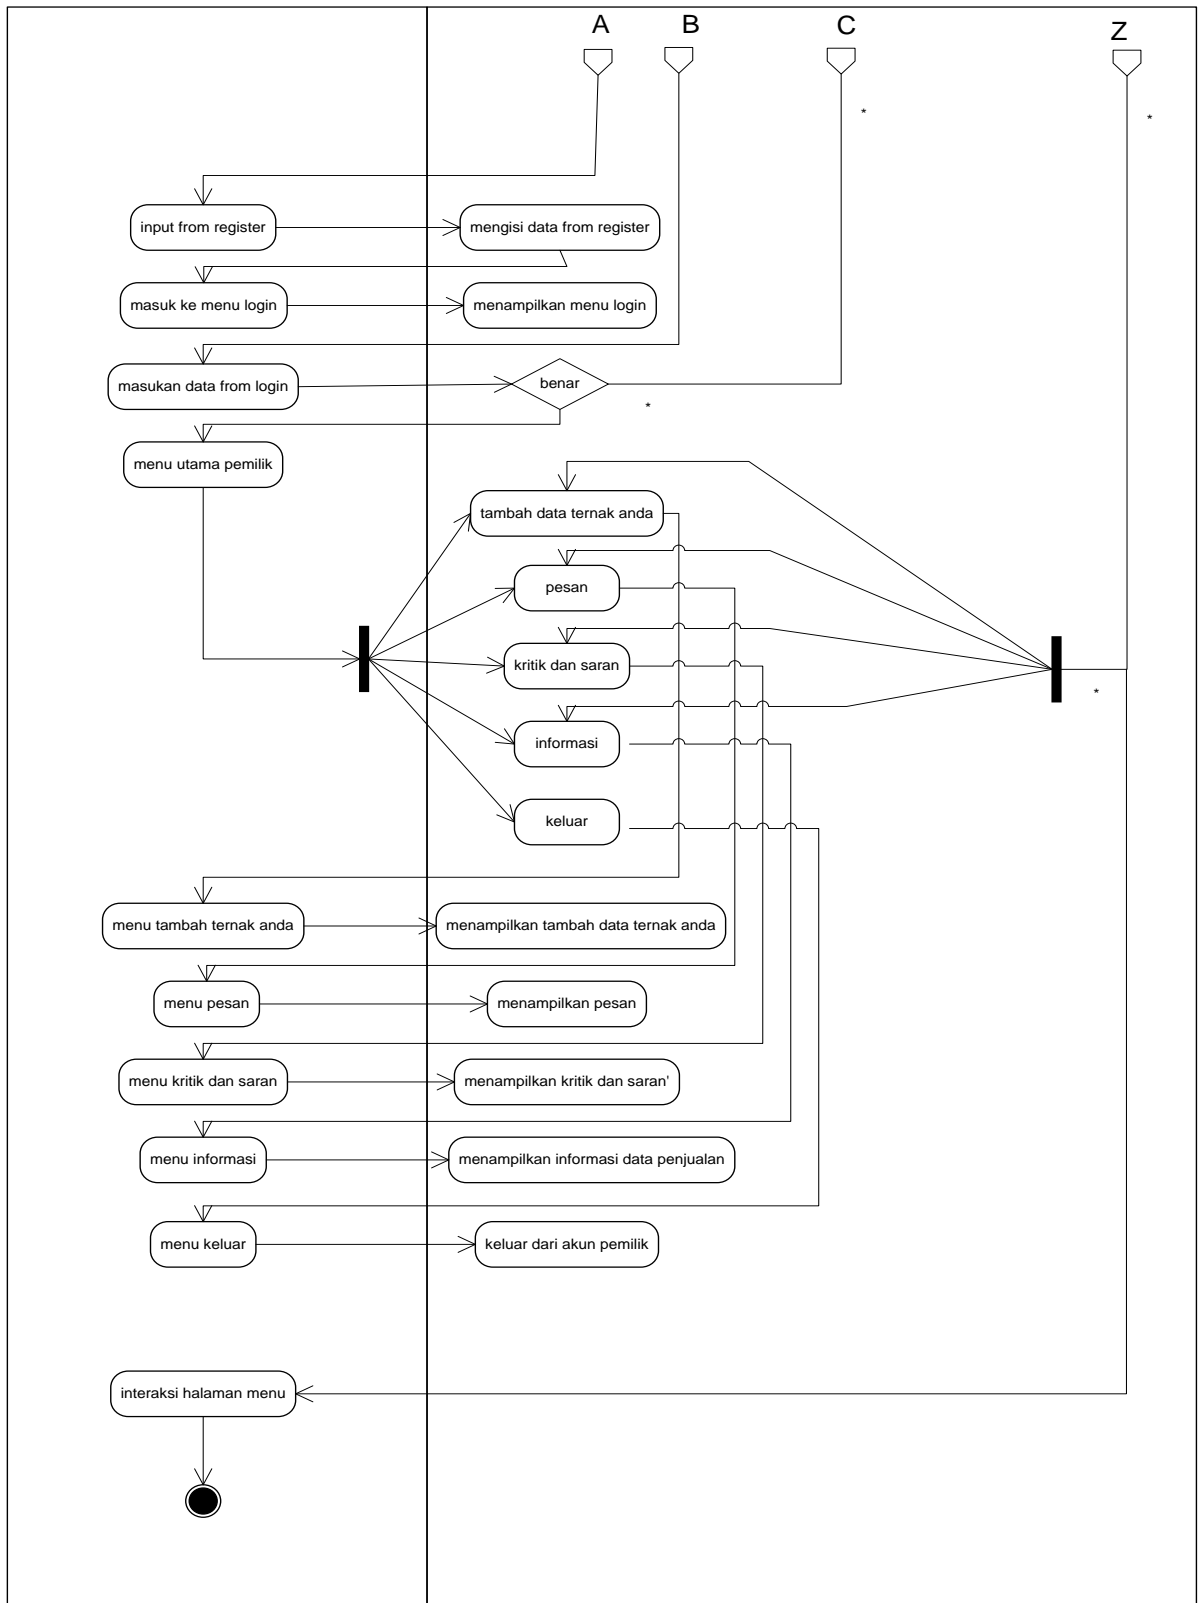 A
B
C
Z
*
*
input from register
mengisi data from register
masuk ke menu login
menampilkan menu login
masukan data from login
benar
*
menu utama pemilik
tambah data ternak anda
pesan
kritik dan saran
*
informasi
keluar
menu tambah ternak anda
menampilkan tambah data ternak anda
menu pesan
menampilkan pesan
menu kritik dan saran
menampilkan kritik dan saran'
menu informasi
menampilkan informasi data penjualan
menu keluar
keluar dari akun pemilik
interaksi halaman menu